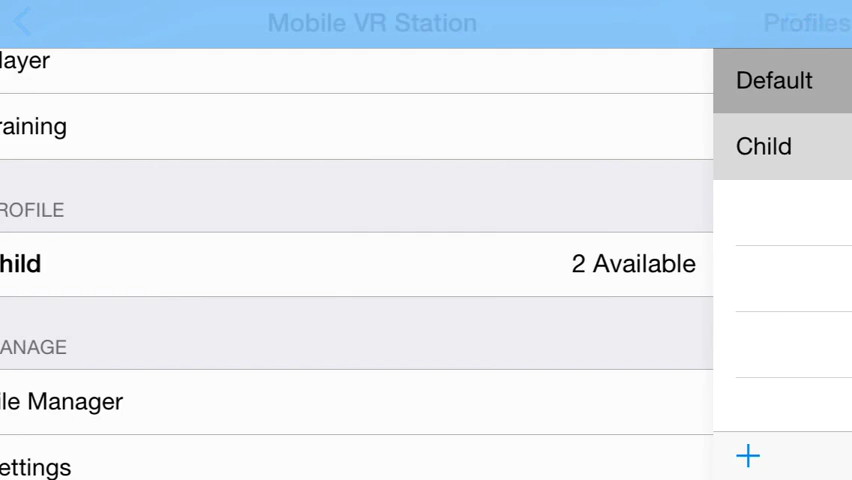 Mobile VR Station
Profiles
layer
raining
ROFILE
hild
2 Available
ANAGE
ile Manager
ettings
Default
Child